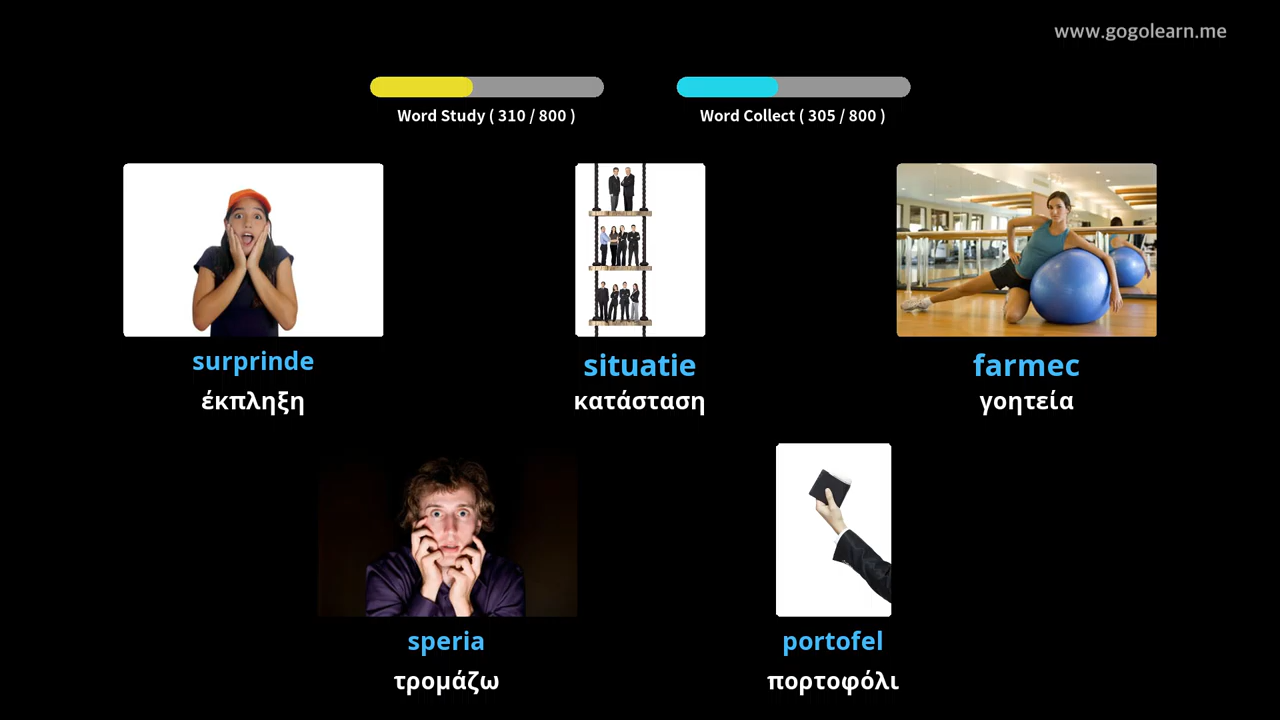 www.gogolearn.me
Word Study ( 310 / 800 )
Word Collect ( 305 / 800 )
surprinde
έκπληξη
situatie
κατάσταση
farmec
γοητεία
speria
τρομάζω
portofel
πορτοφόλι